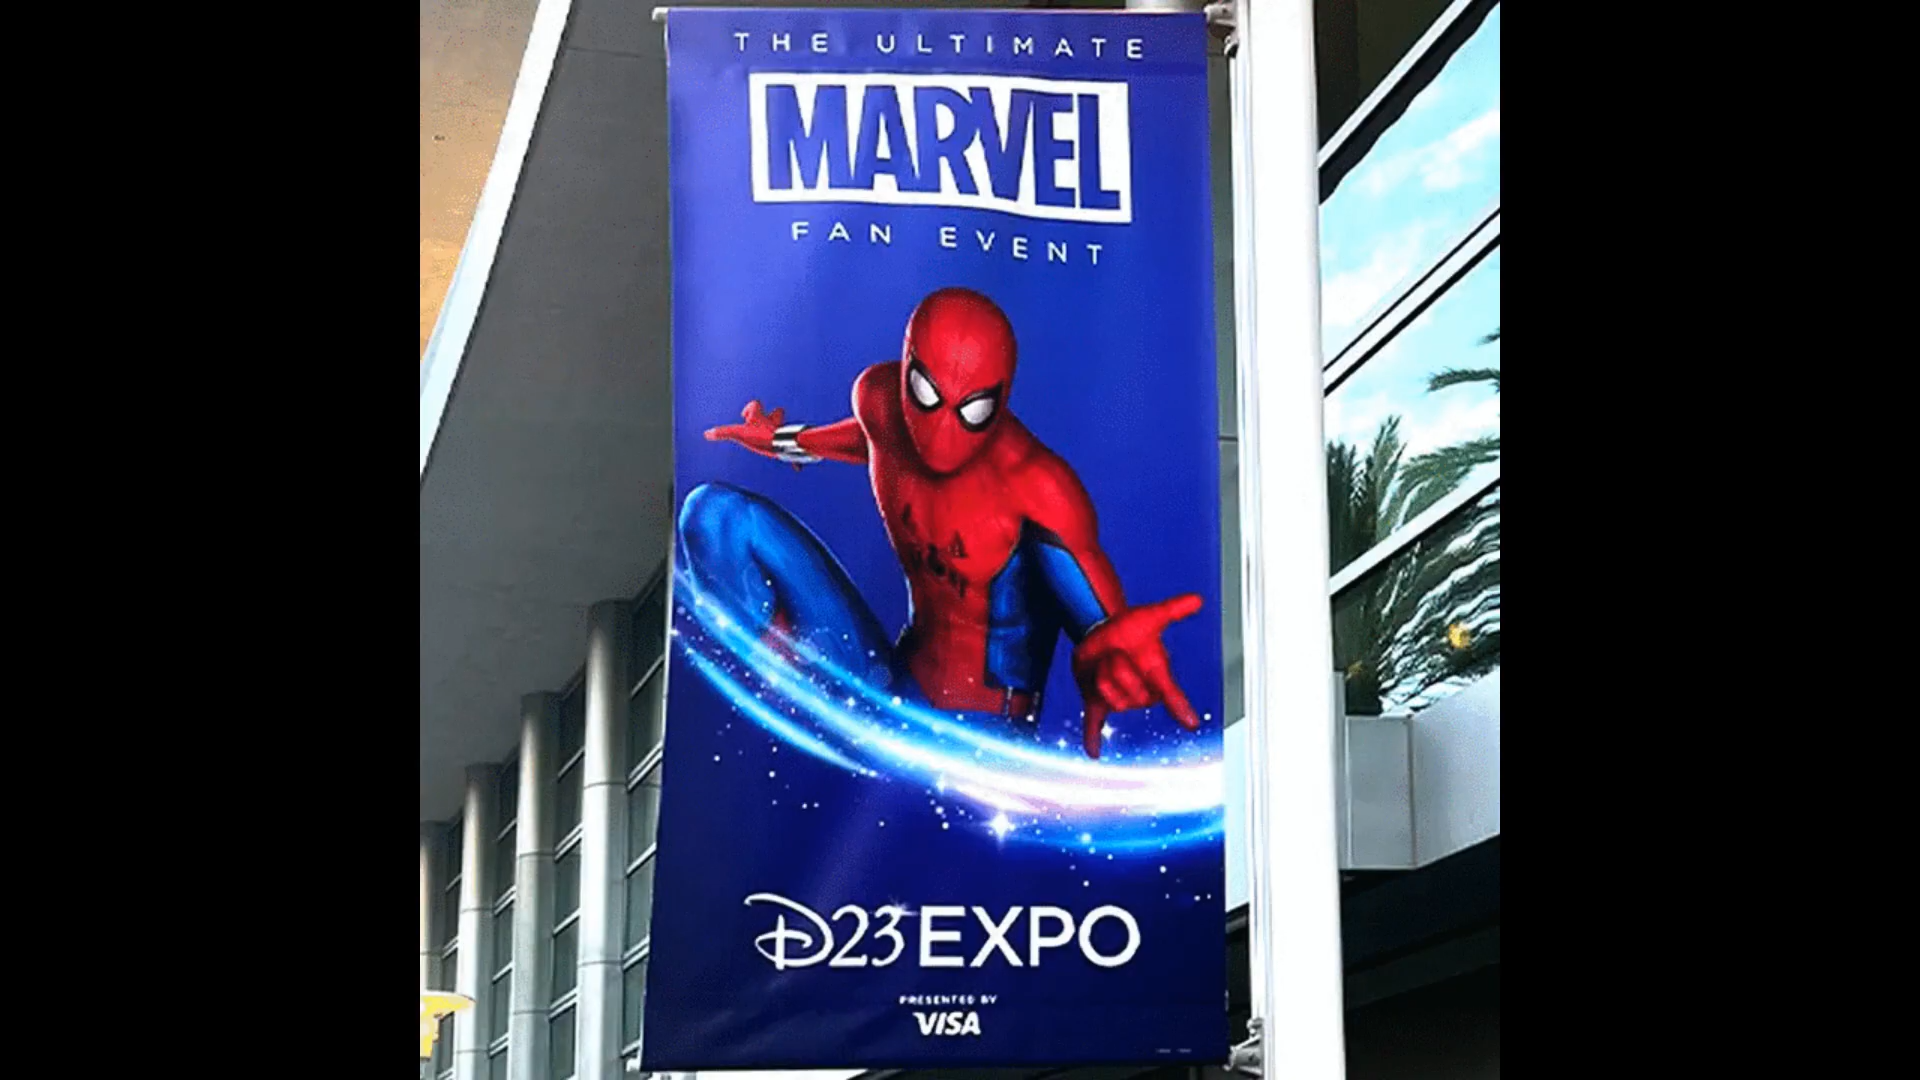 THE ULTIMATE
MARVEL
FAN EVENT
D23 EXPO
PRESENTED BY
VISA